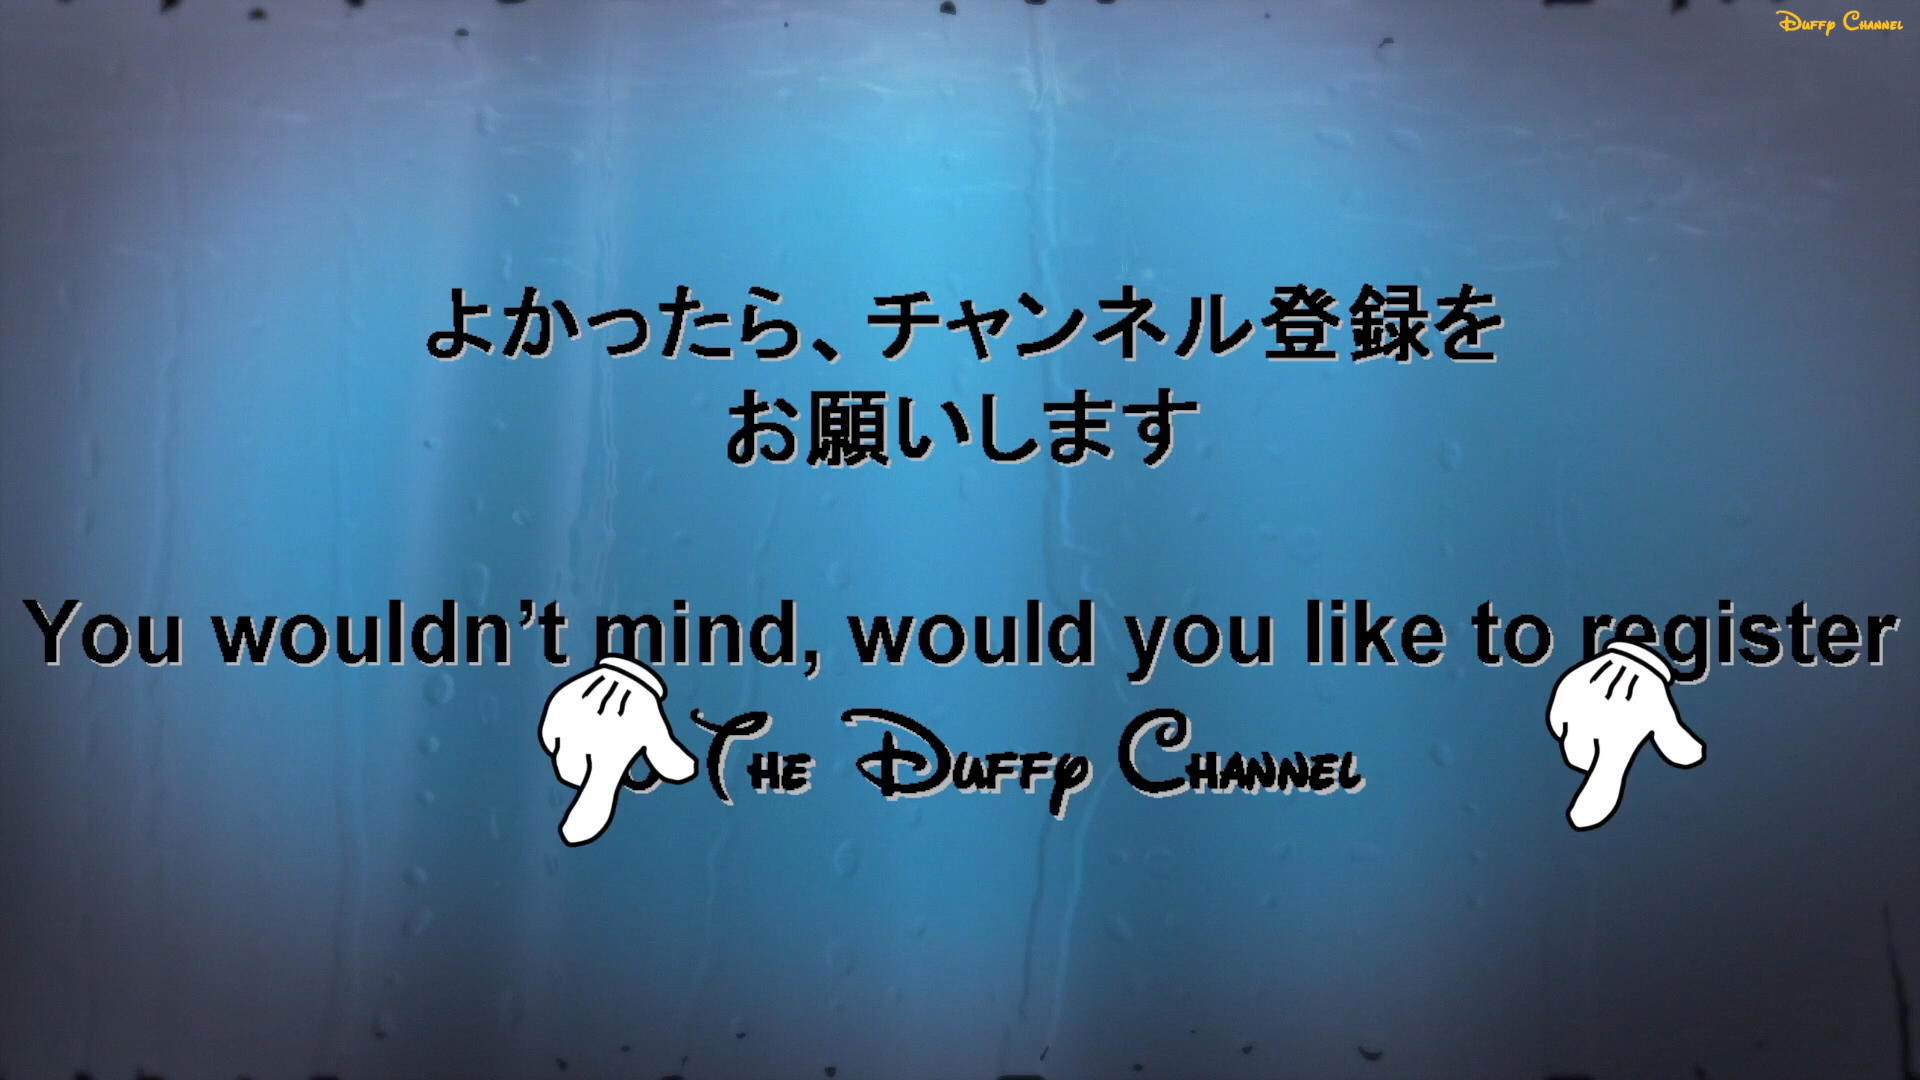 Duffy Channel
よかったら、チャンネル登録を
お願いします
You wouldn't mind, would you like to register
The Duffy Channel